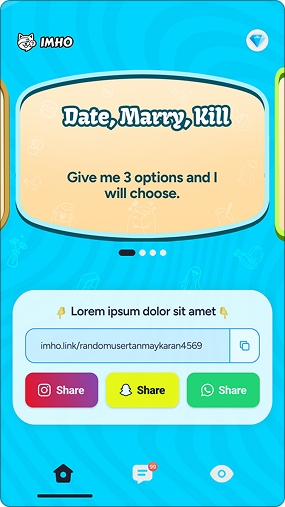 IMHO
Date, Marry, Kill
Give me 3 options and I
will choose.
👇 Lorem ipsum dolor sit amet 👇
imho.link/randomusertanmaykaran4569
Share
Share
Share
99